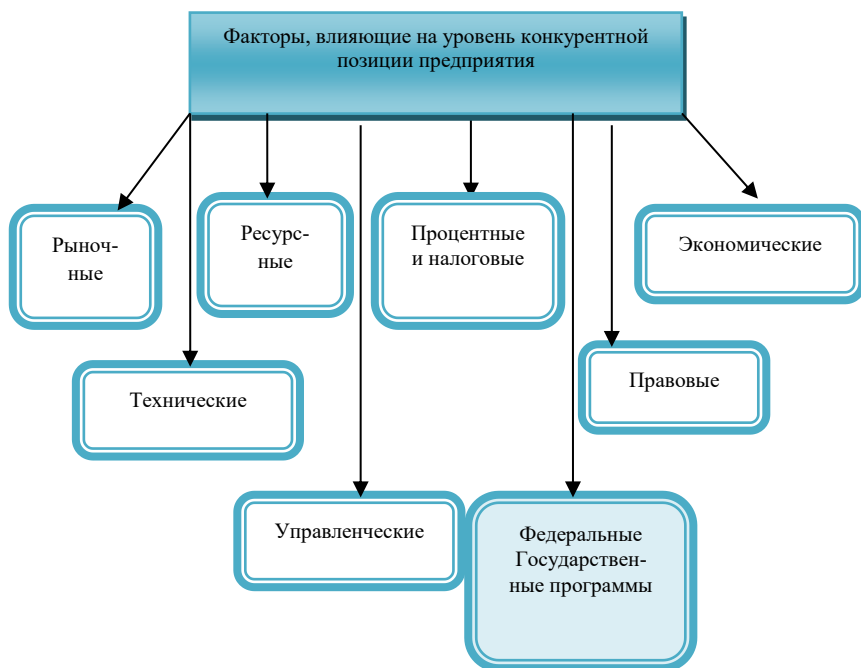 Факторы, влияющие на уровень конкурентной
позиции предприятия
Рыноч-
ные
Ресурс-
ные
Процентные
и налоговые
Экономические
Технические
Правовые
Управленческие
Федеральные
Государствен-
ные программы